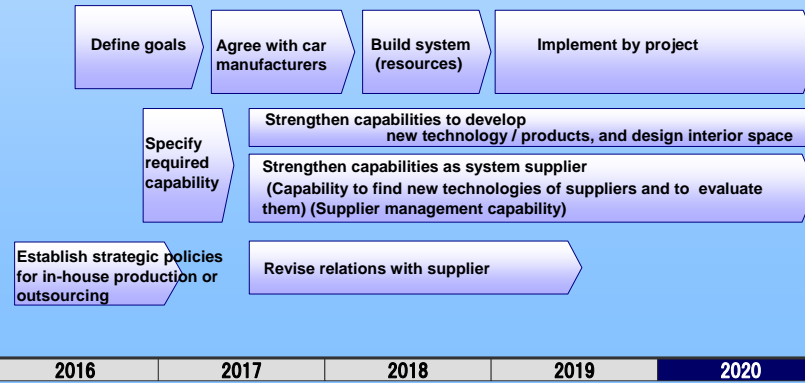 Define goals
Agree with car
manufacturers
Build system
(resources)
Implement by project
Specify
required
capability
Strengthen capabilities to develop
new technology / products, and design interior space
Strengthen capabilities as system supplier
(Capability to find new technologies of suppliers and to evaluate
them) (Supplier management capability)
Establish strategic policies
for in-house production or
outsourcing
Revise relations with supplier
2016 2017 2018 2019 2020